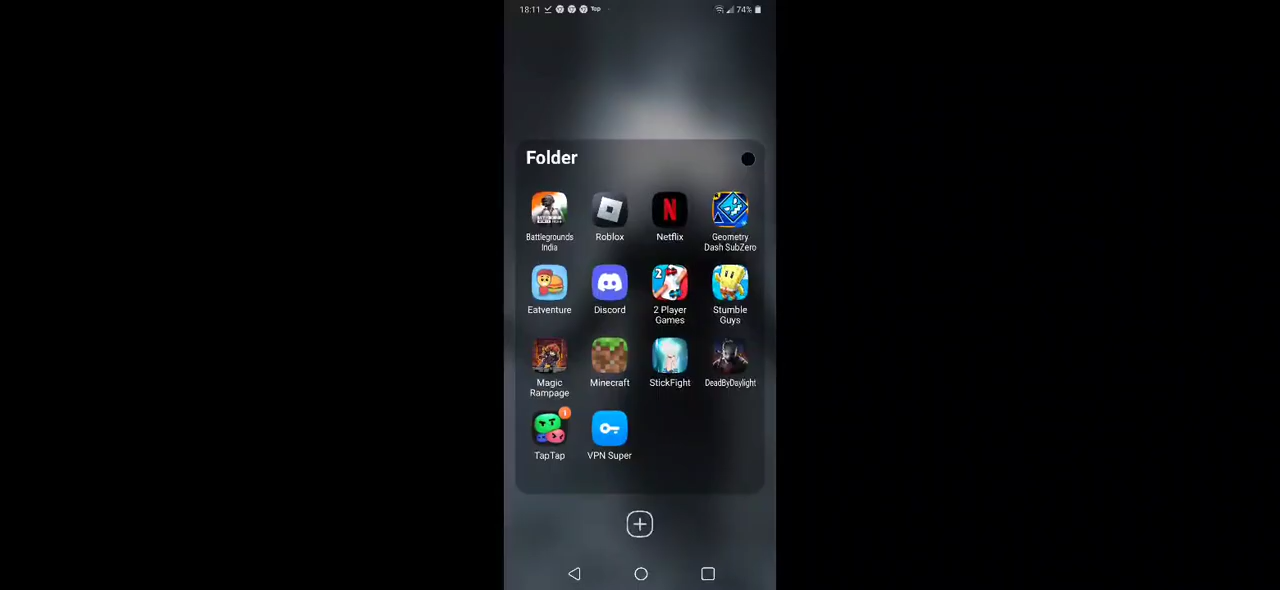 18:11 Top 74%
Folder
Battlegrounds India
Roblox
Netflix
Geometry Dash SubZero
Eatventure
Discord
2 Player Games
Stumble Guys
Magic Rampage
Minecraft
StickFight
DeadByDaylight
TapTap
VPN Super